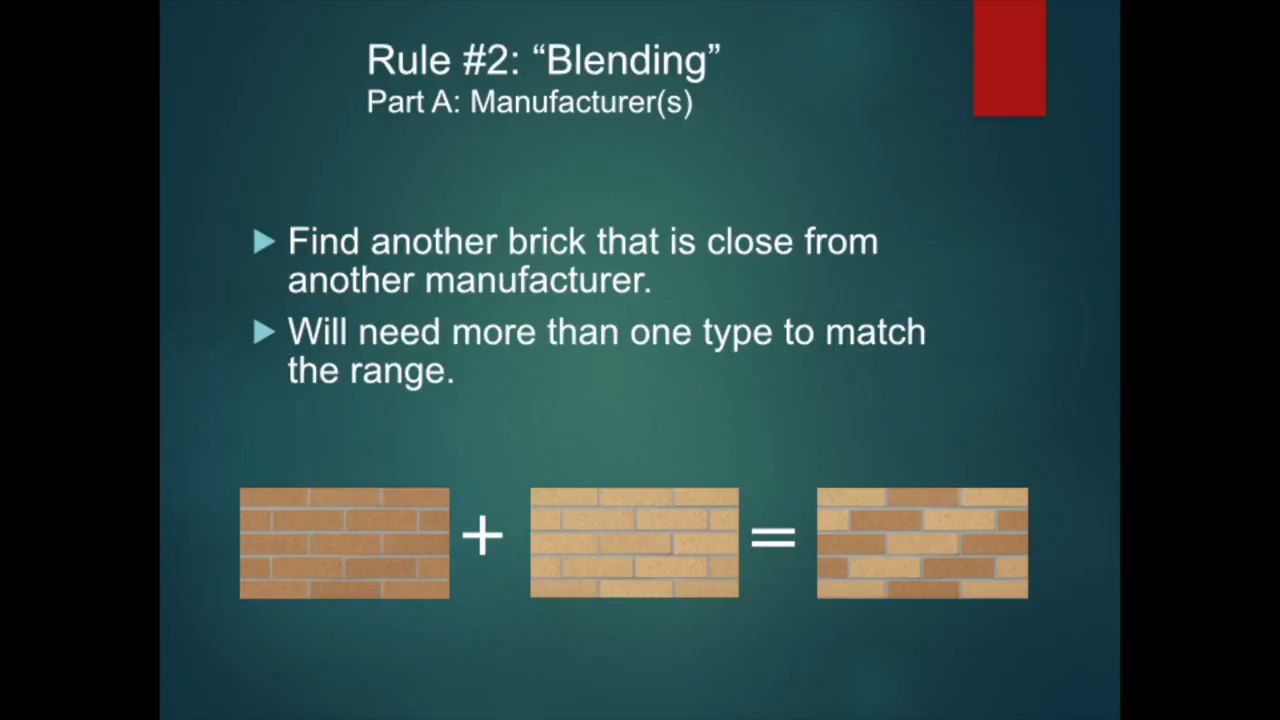 Rule #2: “Blending”
Part A: Manufacturer(s)
Find another brick that is close from
another manufacturer.
Will need more than one type to match
the range.
+ =